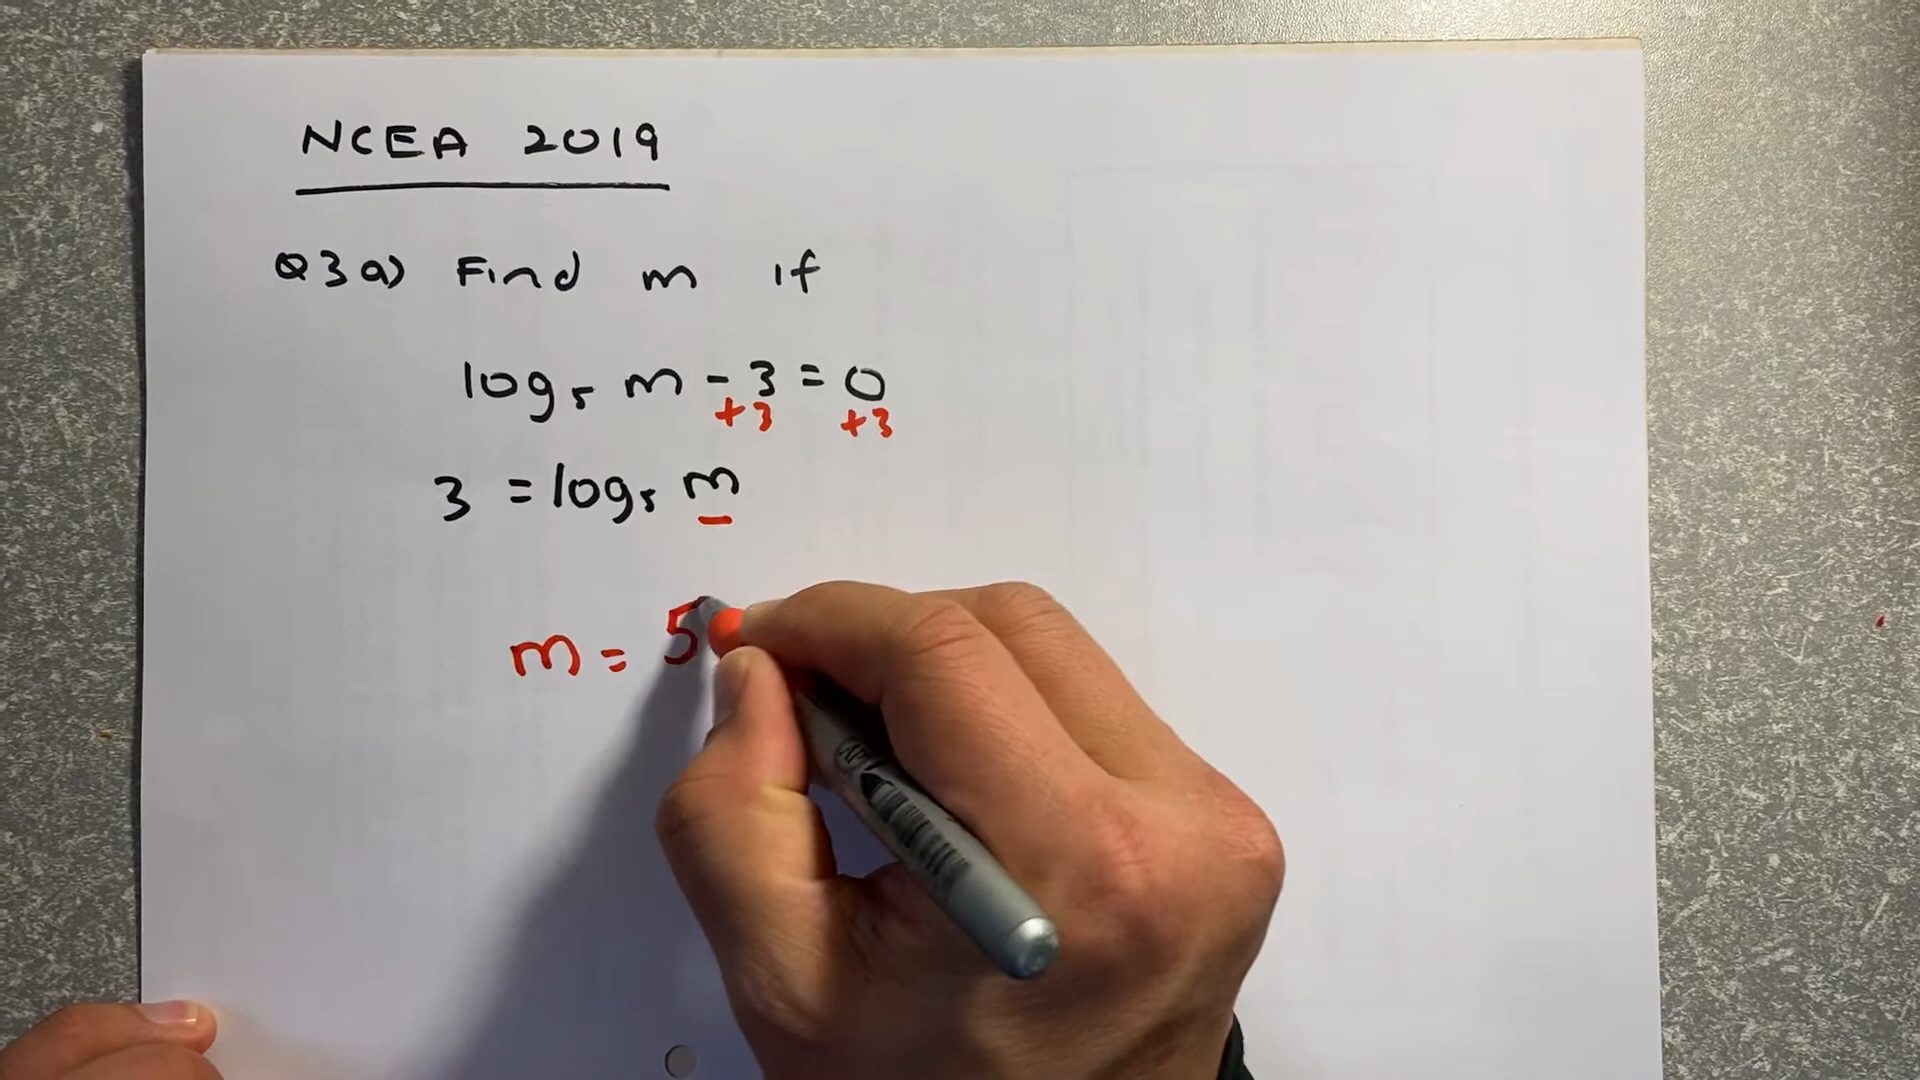 NCEA 2019
Q3a) Find m if
log₅ m - 3 = 0
+3 +3
3 = log₅ m
m = 5